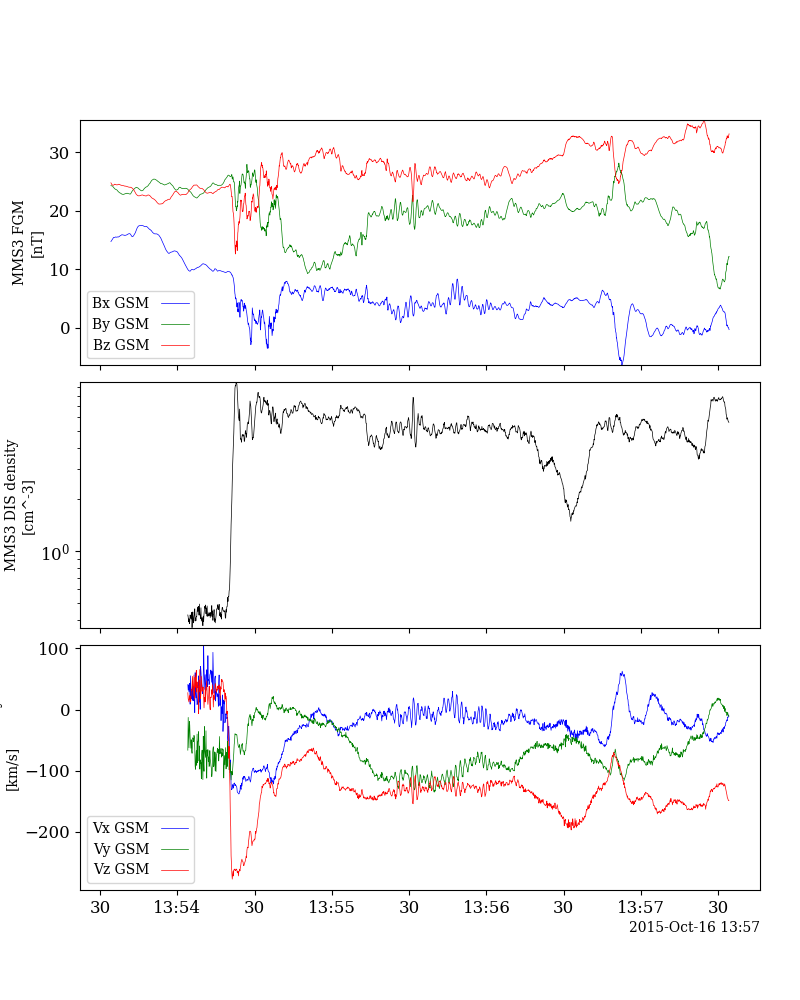 30
20
10
0
MMS3 FGM
[nT]
Bx GSM
By GSM
Bz GSM
10^0
MMS3 DIS density
[cm^-3]
100
0
−100
−200
[km/s]
Vx GSM
Vy GSM
Vz GSM
30 13:54 30 13:55 30 13:56 30 13:57 30
2015-Oct-16 13:57